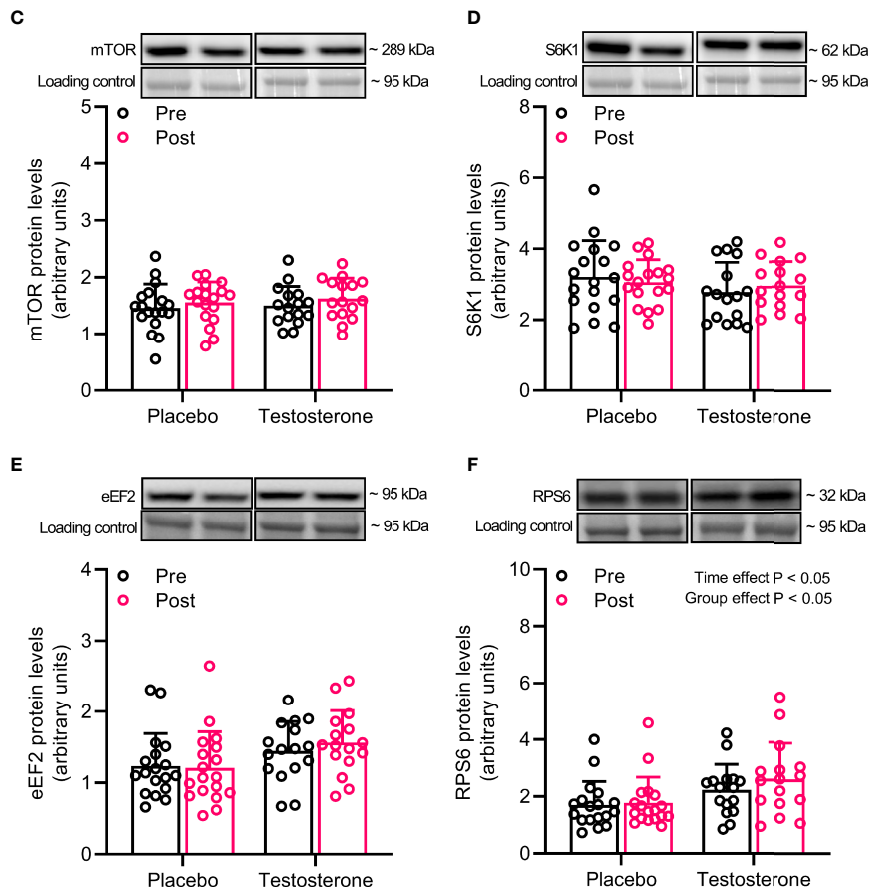 C
mTOR
~ 289 kDa
Loading control
~ 95 kDa
5
4
3
2
1
0
mTOR protein levels
(arbitrary units)
Pre
Post
Placebo
Testosterone
D
S6K1
~ 62 kDa
Loading control
~ 95 kDa
8
6
4
2
0
S6K1 protein levels
(arbitrary units)
Pre
Post
Placebo
Testosterone
E
eEF2
~ 95 kDa
Loading control
~ 95 kDa
4
3
2
1
0
eEF2 protein levels
(arbitrary units)
Pre
Post
Placebo
Testosterone
F
RPS6
~ 32 kDa
Loading control
~ 95 kDa
10
8
6
4
2
0
RPS6 protein levels
(arbitrary units)
Pre
Post
Time effect P < 0.05
Group effect P < 0.05
Placebo
Testosterone